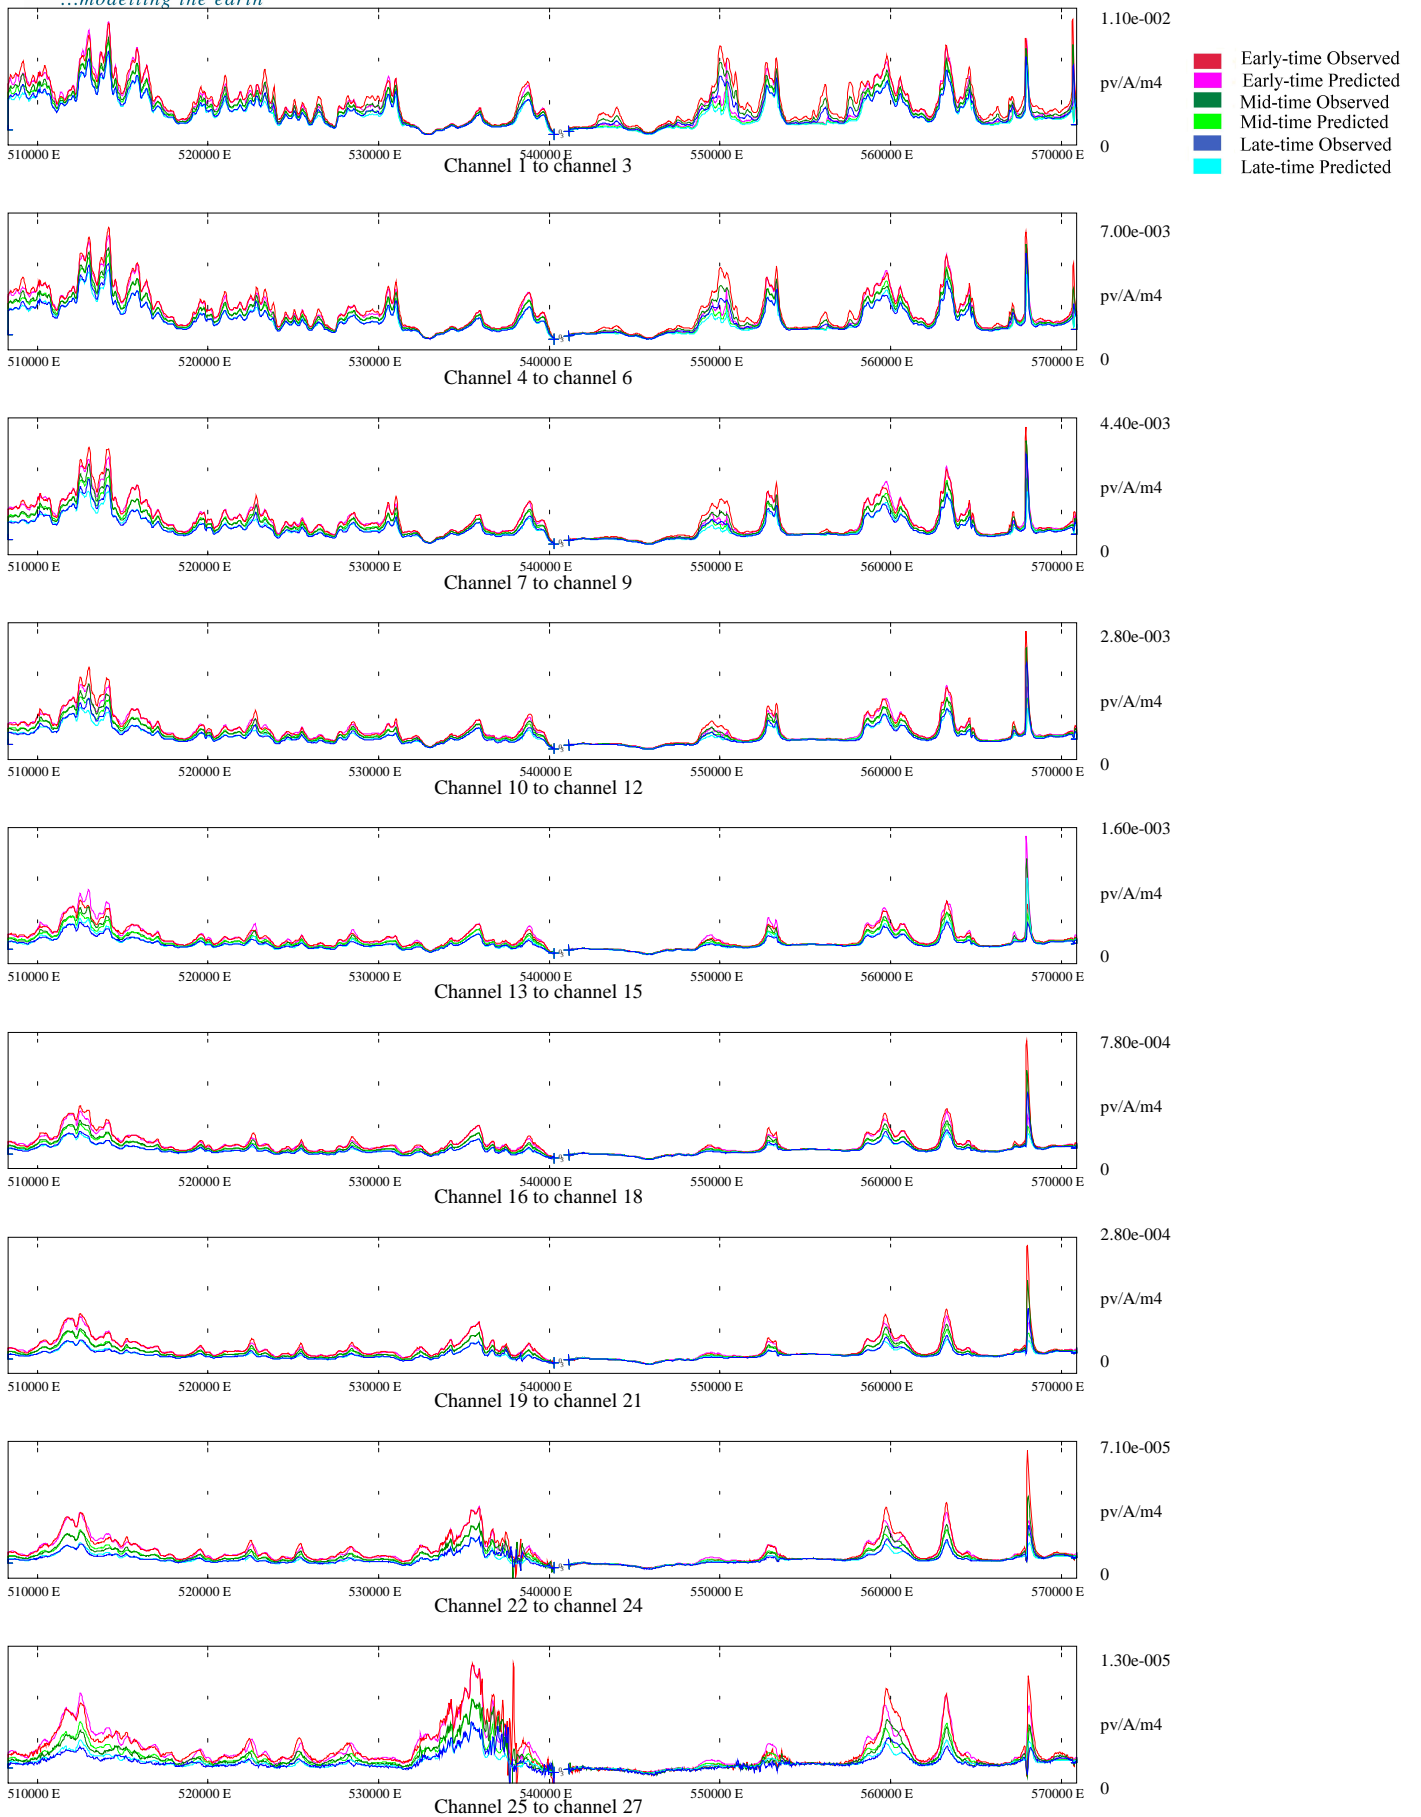 ...modelling the earth
1.10e-002
pv/A/m4
0
Early-time Observed
Early-time Predicted
Mid-time Observed
Mid-time Predicted
Late-time Observed
Late-time Predicted
510000 E 520000 E 530000 E 540000 E 550000 E 560000 E 570000 E
Channel 1 to channel 3
7.00e-003
pv/A/m4
0
510000 E 520000 E 530000 E 540000 E 550000 E 560000 E 570000 E
Channel 4 to channel 6
4.40e-003
pv/A/m4
0
510000 E 520000 E 530000 E 540000 E 550000 E 560000 E 570000 E
Channel 7 to channel 9
2.80e-003
pv/A/m4
0
510000 E 520000 E 530000 E 540000 E 550000 E 560000 E 570000 E
Channel 10 to channel 12
1.60e-003
pv/A/m4
0
510000 E 520000 E 530000 E 540000 E 550000 E 560000 E 570000 E
Channel 13 to channel 15
7.80e-004
pv/A/m4
0
510000 E 520000 E 530000 E 540000 E 550000 E 560000 E 570000 E
Channel 16 to channel 18
2.80e-004
pv/A/m4
0
510000 E 520000 E 530000 E 540000 E 550000 E 560000 E 570000 E
Channel 19 to channel 21
7.10e-005
pv/A/m4
0
510000 E 520000 E 530000 E 540000 E 550000 E 560000 E 570000 E
Channel 22 to channel 24
1.30e-005
pv/A/m4
0
510000 E 520000 E 530000 E 540000 E 550000 E 560000 E 570000 E
Channel 25 to channel 27